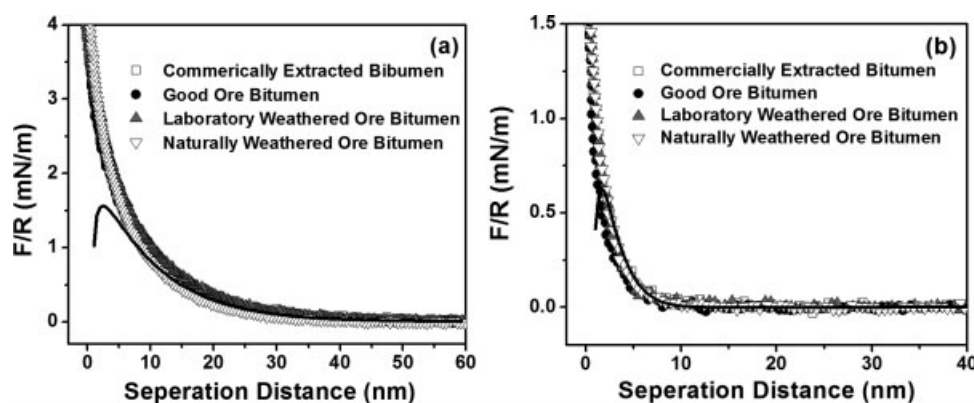 (a)
Commerically Extracted Bibumen
Good Ore Bitumen
Laboratory Weathered Ore Bitumen
Naturally Weathered Ore Bitumen
F/R (mN/m)
4
3
2
1
0
0 10 20 30 40 50 60
Seperation Distance (nm)
(b)
Commercially Extracted Bitumen
Good Ore Bitumen
Laboratory Weathered Ore Bitumen
Naturally Weathered Ore Bitumen
F/R (mN/m)
1.5
1.0
0.5
0.0
0 10 20 30 40
Seperation Distance (nm)